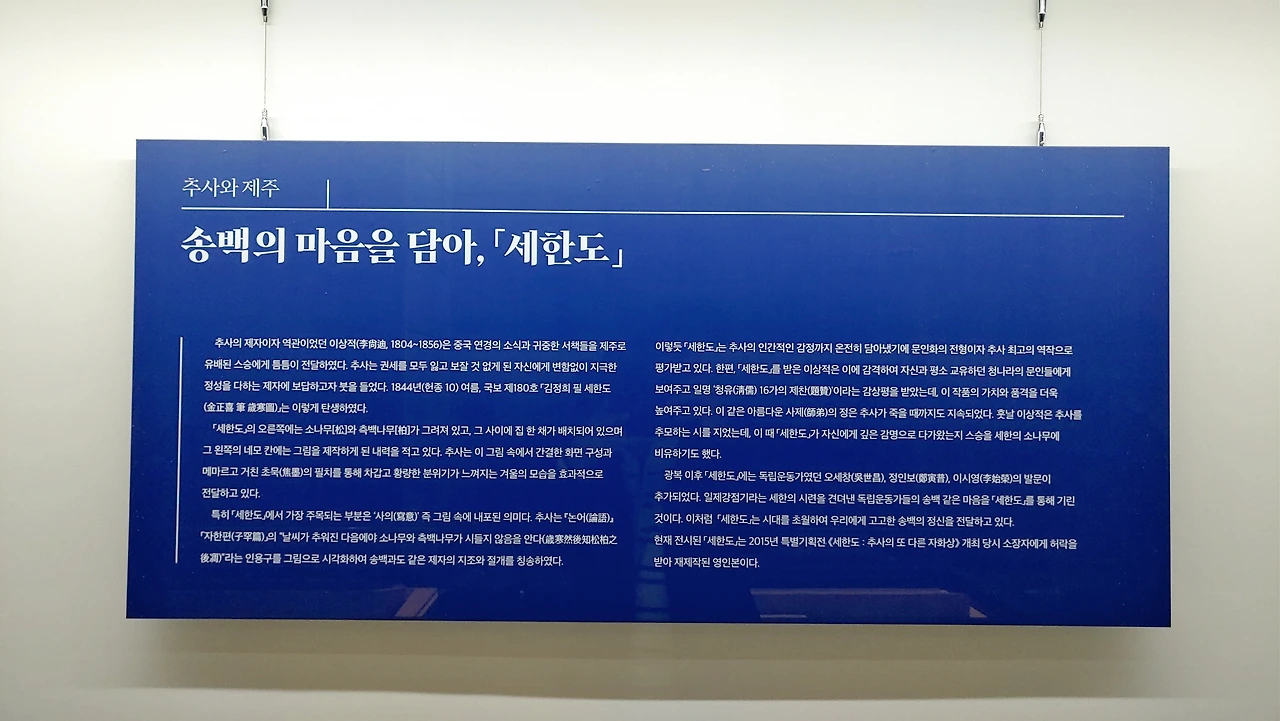 추사와 제주
송백의 마음을 담아, 「세한도」
추사의 제자이자 역관이었던 이상적(李尙迪, 1804~1856)은 중국 연경의 소식과 귀중한 서책들을 제주로
유배된 스승에게 틈틈이 전달하였다. 추사는 권세를 모두 잃고 보잘 것 없게 된 자신에게 변함없이 지극한
정성을 다하는 제자에 보답하고자 붓을 들었다. 1844년(헌종 10) 여름, 국보 제180호 「김정희 필 세한도
(金正喜 筆 歲寒圖)」는 이렇게 탄생하였다.
「세한도」의 오른쪽에는 소나무[松]와 측백나무[柏]가 그려져 있고, 그 사이에 집 한 채가 배치되어 있으며
그 왼쪽의 네모 칸에는 그림을 제작하게 된 내력을 적고 있다. 추사는 이 그림 속에서 간결한 화면 구성과
메마르고 거친 초묵(焦墨)의 필치를 통해 차갑고 황량한 분위기가 느껴지는 겨울의 모습을 효과적으로
전달하고 있다.
특히 「세한도」에서 가장 주목되는 부분은 '사의(寫意)' 즉 그림 속에 내포된 의미다. 추사는 『논어(論語)』
「자한편(子罕篇)」의 "날씨가 추워진 다음에야 소나무와 측백나무가 시들지 않음을 안다(歲寒然後知松柏之
後凋)"라는 인용구를 그림으로 시각화하여 송백과도 같은 제자의 지조와 절개를 칭송하였다.
이렇듯 「세한도」는 추사의 인간적인 감정까지 온전히 담아냈기에 문인화의 전형이자 추사 최고의 역작으로
평가받고 있다. 한편, 「세한도」를 받은 이상적은 이에 감격하여 자신과 평소 교유하던 청나라의 문인들에게
보여주고 일명 '청유(淸儒) 16가의 제찬(題贊)'이라는 감상평을 받았는데, 이 작품의 가치와 품격을 더욱
높여주고 있다. 이 같은 아름다운 사제(師弟)의 정은 추사가 죽을 때까지도 지속되었다. 훗날 이상적은 추사를
추모하는 시를 지었는데, 이 때 「세한도」가 자신에게 깊은 감명으로 다가왔는지 스승을 세한의 소나무에
비유하기도 했다.
광복 이후 「세한도」에는 독립운동가였던 오세창(吳世昌), 정인보(鄭寅普), 이시영(李始榮)의 발문이
추가되었다. 일제강점기라는 세한의 시련을 견뎌낸 독립운동가들의 송백 같은 마음을 「세한도」를 통해 기린
것이다. 이처럼 「세한도」는 시대를 초월하여 우리에게 고고한 송백의 정신을 전달하고 있다.
현재 전시된 「세한도」는 2015년 특별기획전 《세한도 : 추사의 또 다른 자화상》 개최 당시 소장자에게 허락을
받아 재제작된 영인본이다.